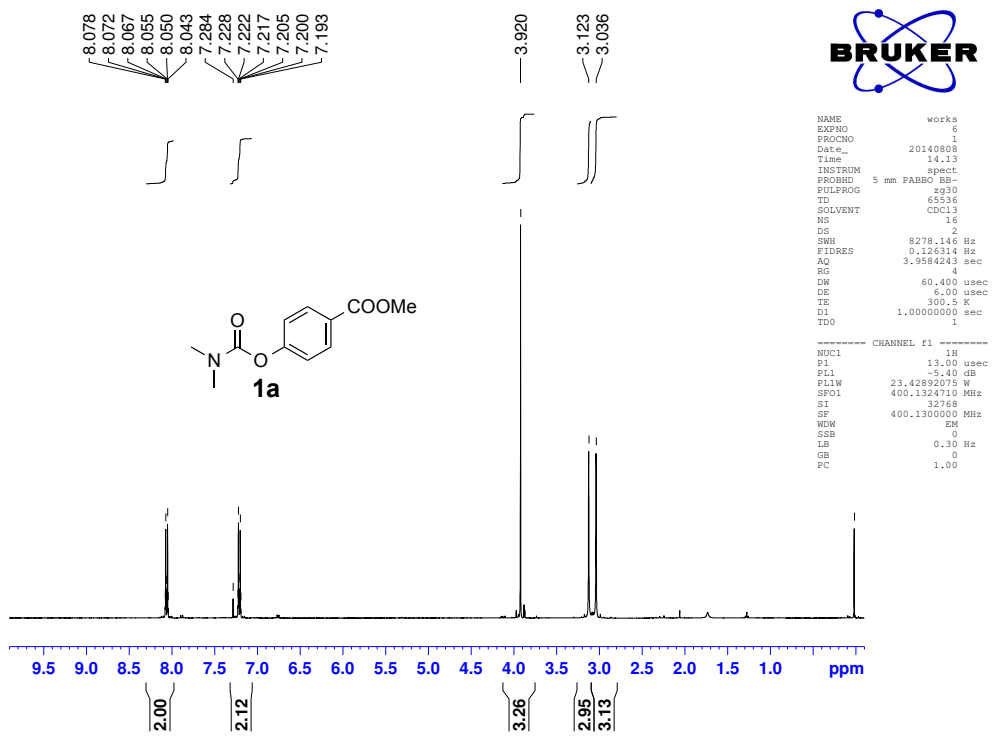 8.078
8.072
8.067
8.055
8.050
8.043
7.284
7.228
7.222
7.217
7.205
7.200
7.193
3.920
3.123
3.036
BRUKER
NAME works
EXPNO 6
PROCNO 1
Date_ 20140808
Time 14.13
INSTRUM spect
PROBHD 5 mm PABBO BB-
PULPROG zg30
TD 65536
SOLVENT CDCl3
NS 16
DS 2
SWH 8278.146 Hz
FIDRES 0.126314 Hz
AQ 3.9584243 sec
RG 4
DW 60.400 usec
DE 6.00 usec
TE 300.5 K
D1 1.00000000 sec
TD0 1
======== CHANNEL f1 ========
NUC1 1H
P1 13.00 usec
PL1 -5.40 dB
PL1W 23.42892075 W
SFO1 400.1324710 MHz
SI 32768
SF 400.1300000 MHz
WDW EM
SSB 0
LB 0.30 Hz
GB 0
PC 1.00
COOMe
O
N
O
1a
9.5 9.0 8.5 8.0 7.5 7.0 6.5 6.0 5.5 5.0 4.5 4.0 3.5 3.0 2.5 2.0 1.5 1.0 ppm
2.00
2.12
3.26
2.95
3.13